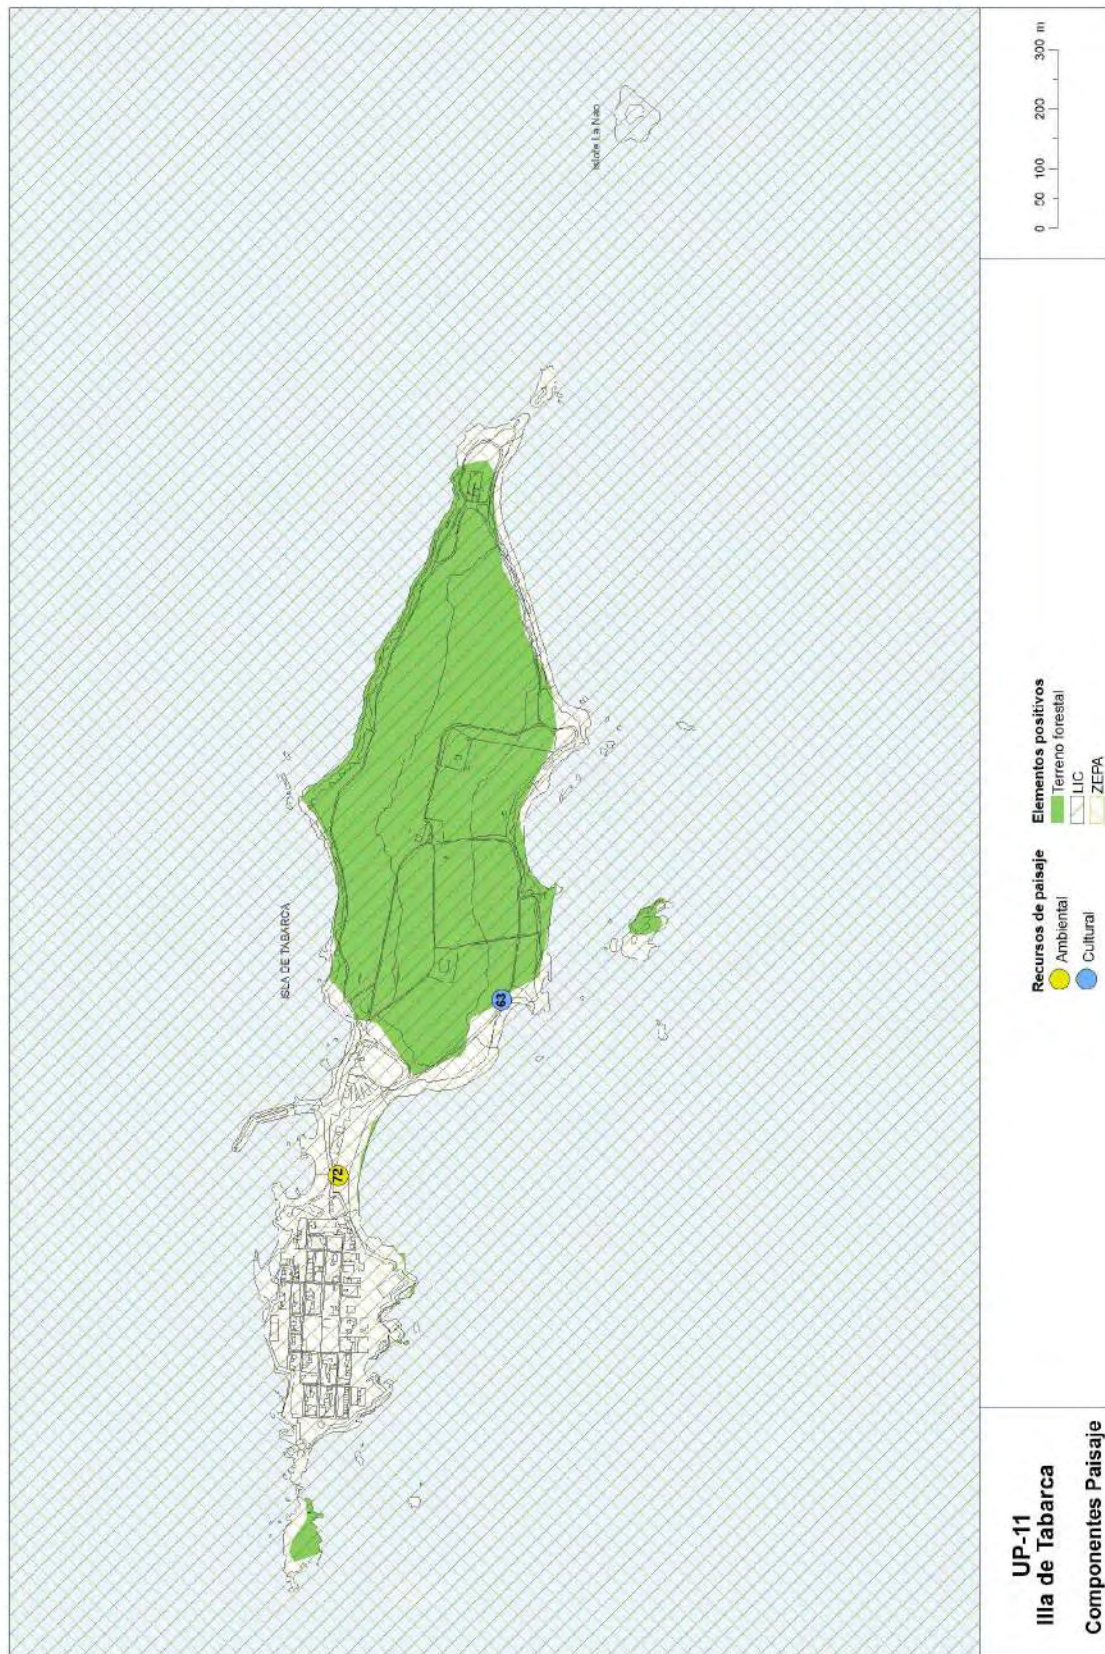 Islote La Nao
ISLA DE TABARCA
72
63
UP-11
Illa de Tabarca
Componentes Paisaje
Recursos de paisaje
Ambiental
Cultural
Elementos positivos
Terreno forestal
LIC
ZEPA
0 50 100 200 300 m